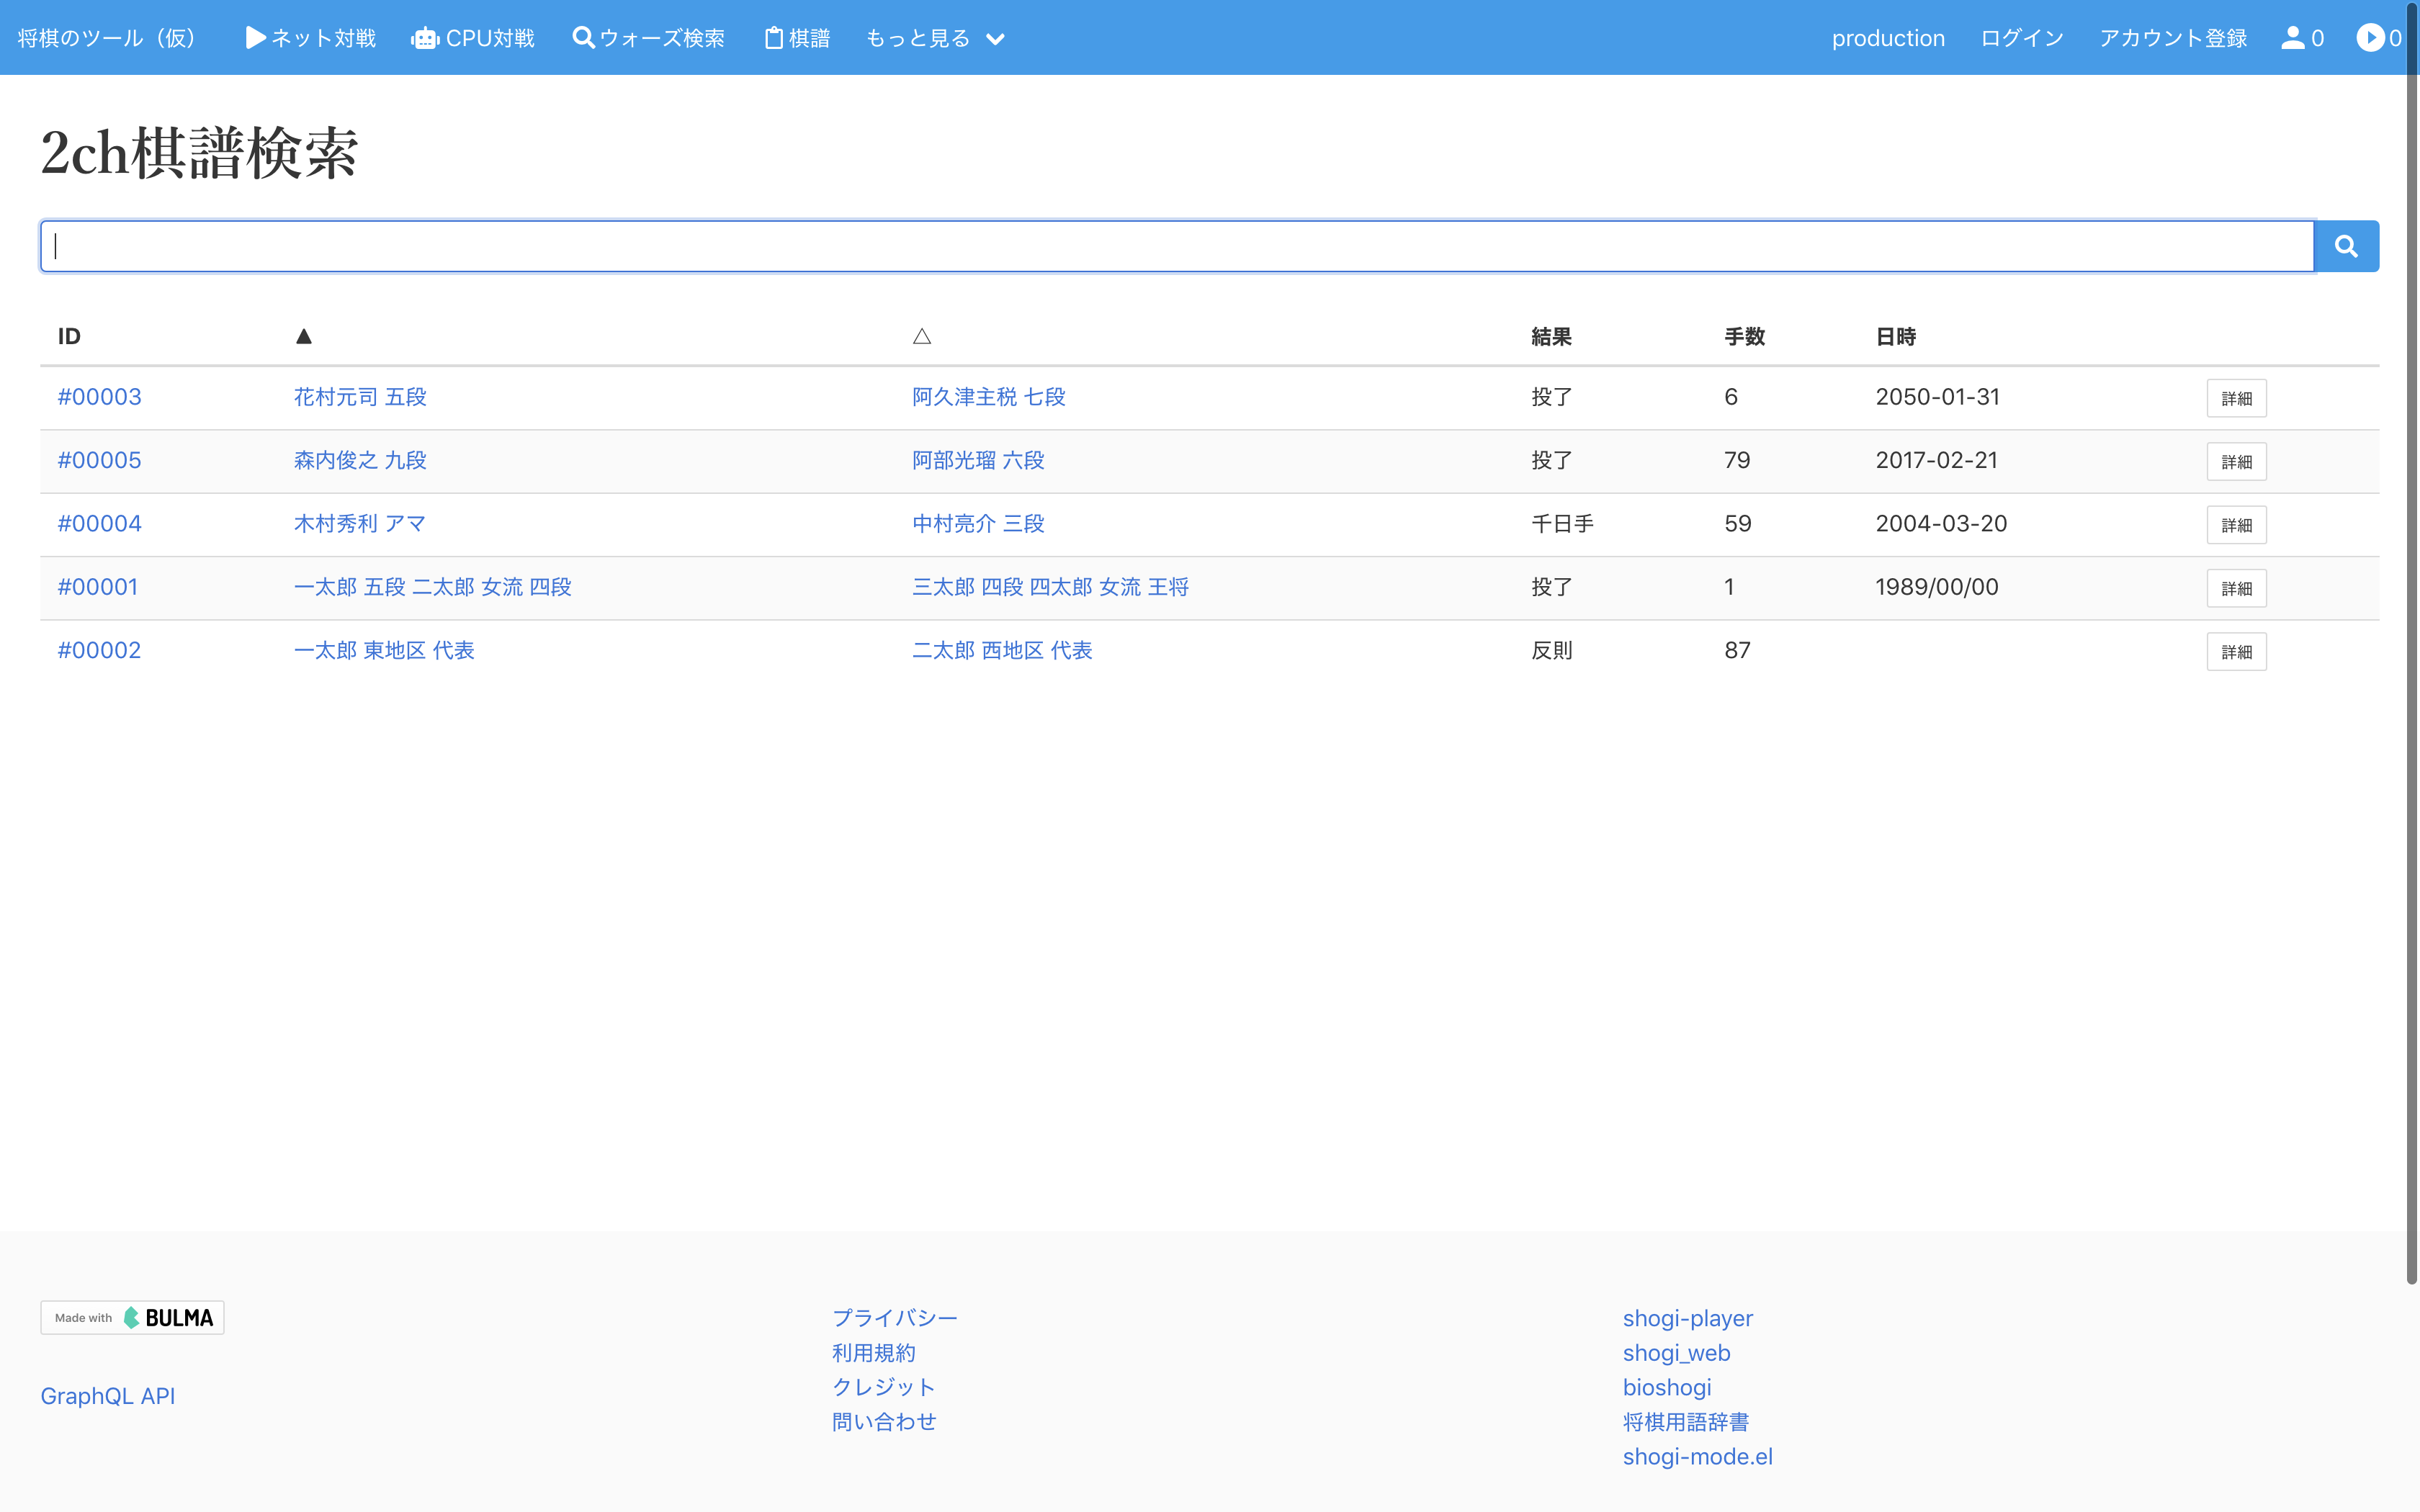 将棋のツール（仮） ネット対戦 CPU対戦 ウォーズ検索 棋譜 もっと見る production ログイン アカウント登録 0 0
2ch棋譜検索
ID ▲ △ 結果 手数 日時
#00003 花村元司 五段 阿久津主税 七段 投了 6 2050-01-31 詳細
#00005 森内俊之 九段 阿部光瑠 六段 投了 79 2017-02-21 詳細
#00004 木村秀利 アマ 中村亮介 三段 千日手 59 2004-03-20 詳細
#00001 一太郎 五段 二太郎 女流 四段 三太郎 四段 四太郎 女流 王将 投了 1 1989/00/00 詳細
#00002 一太郎 東地区 代表 二太郎 西地区 代表 反則 87 詳細
Made with BULMA
GraphQL API
プライバシー
利用規約
クレジット
問い合わせ
shogi-player
shogi_web
bioshogi
将棋用語辞書
shogi-mode.el